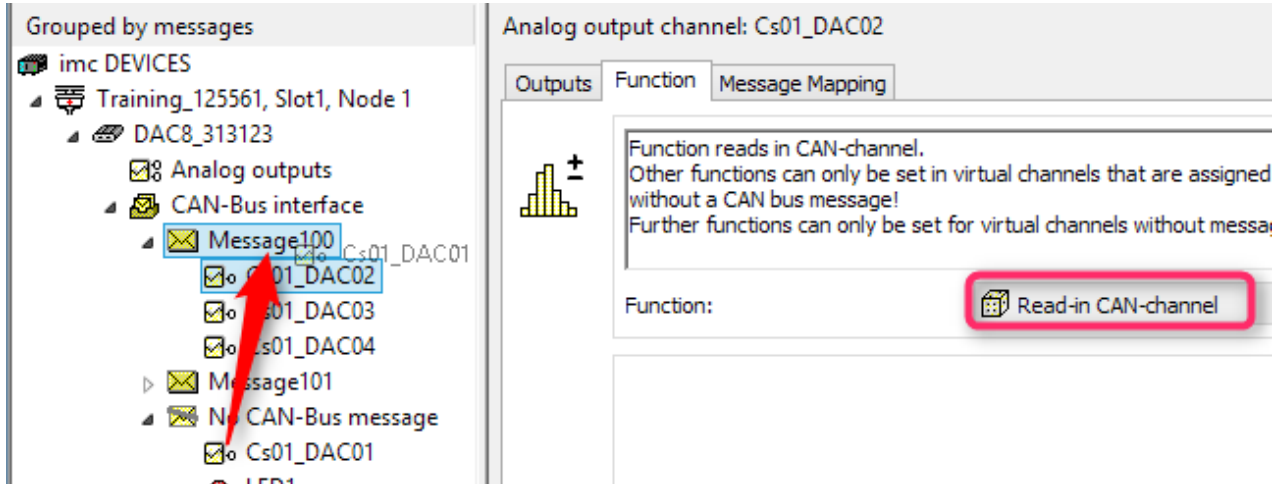 Grouped by messages
imc DEVICES
Training_125561, Slot1, Node 1
DAC8_313123
Analog outputs
CAN-Bus interface
Message100
Cs01_DAC01
Cs01_DAC02
Cs01_DAC03
Cs01_DAC04
Message101
No CAN-Bus message
Cs01_DAC01
LED1
Analog output channel: Cs01_DAC02
Outputs Function Message Mapping
Function reads in CAN-channel.
Other functions can only be set in virtual channels that are assigned
without a CAN bus message!
Further functions can only be set for virtual channels without
Function:
Read-in CAN-channel